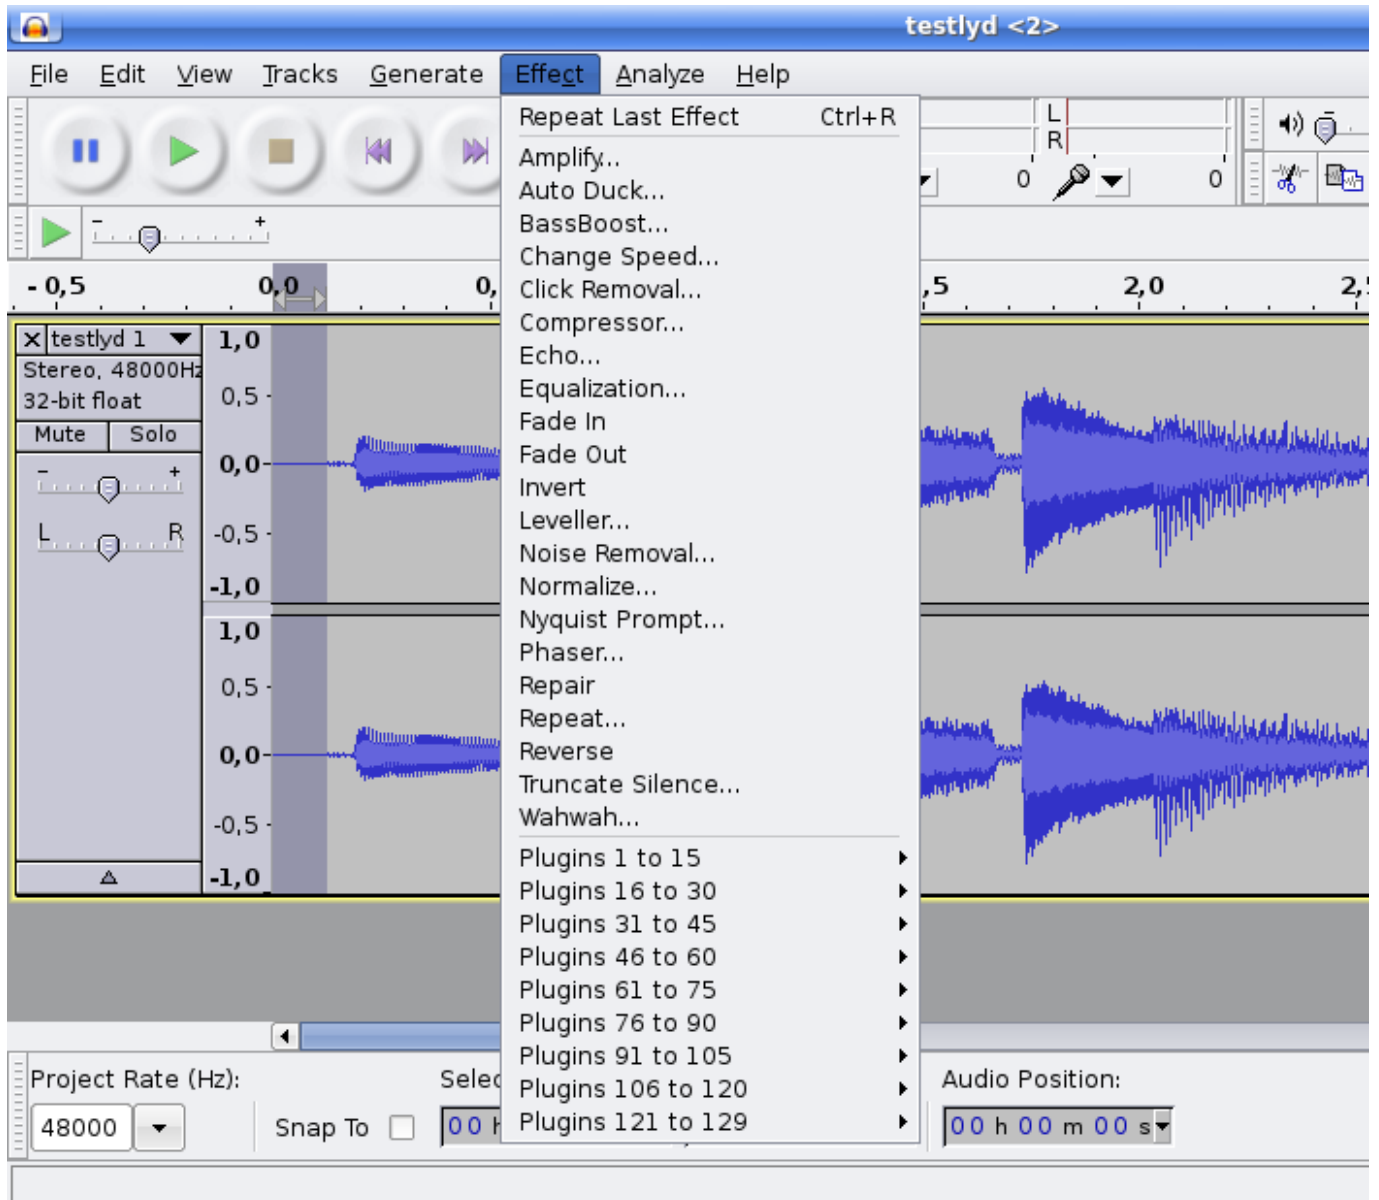 testlyd <2>
File Edit View Tracks Generate Effect Analyze Help
Repeat Last Effect Ctrl+R
L
R
0 0
Amplify...
Auto Duck...
BassBoost...
Change Speed...
Click Removal...
Compressor...
Echo...
Equalization...
Fade In
Fade Out
Invert
Leveller...
Noise Removal...
Normalize...
Nyquist Prompt...
Phaser...
Repair
Repeat...
Reverse
Truncate Silence...
Wahwah...
Plugins 1 to 15
Plugins 16 to 30
Plugins 31 to 45
Plugins 46 to 60
Plugins 61 to 75
Plugins 76 to 90
Plugins 91 to 105
Plugins 106 to 120
Plugins 121 to 129
- +
- 0,5 0,0 0, ,5 2,0 2,
X testlyd 1
Stereo, 48000Hz
32-bit float
Mute Solo
- +
L R
1,0
0,5
0,0
-0,5
-1,0
1,0
0,5
0,0
-0,5
-1,0
Project Rate (Hz):
48000
Snap To
Selec
00 h
Audio Position:
00 h 00 m 00 s